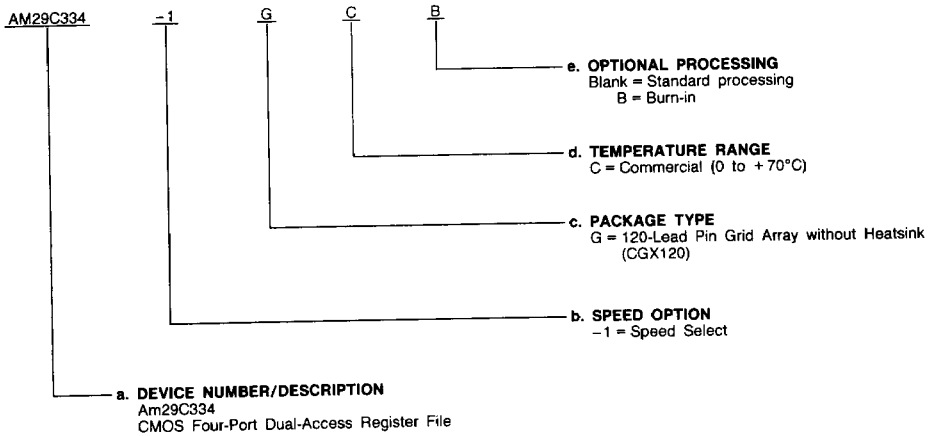 AM29C334 -1 G C B
e. OPTIONAL PROCESSING
Blank = Standard processing
B = Burn-in
d. TEMPERATURE RANGE
C = Commercial (0 to +70°C)
c. PACKAGE TYPE
G = 120-Lead Pin Grid Array without Heatsink
(CGX120)
b. SPEED OPTION
-1 = Speed Select
a. DEVICE NUMBER/DESCRIPTION
Am29C334
CMOS Four-Port Dual-Access Register File